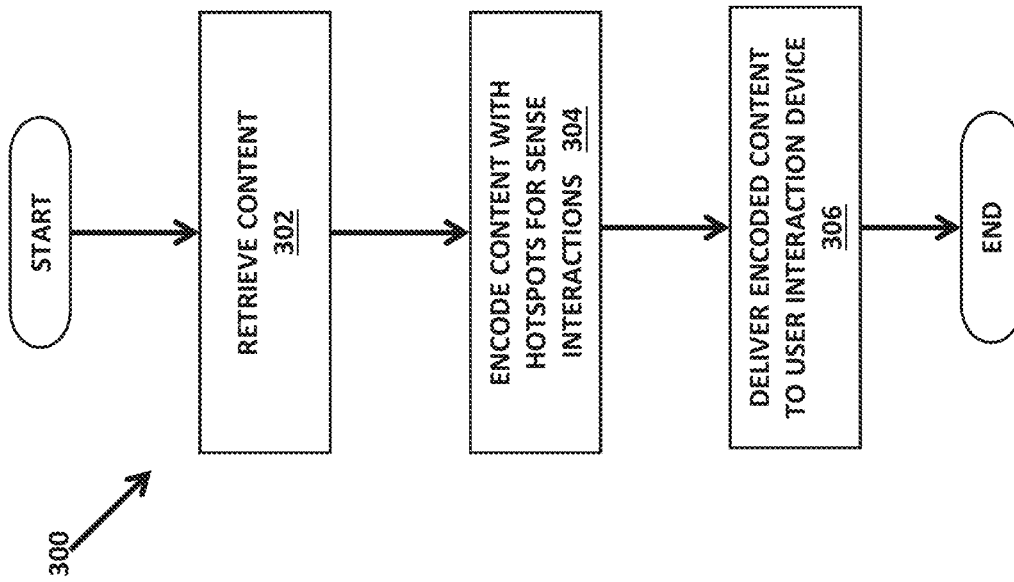 300
START
RETRIEVE CONTENT
302
ENCODE CONTENT WITH
HOTSPOTS FOR SENSE
INTERACTIONS 304
DELIVER ENCODED CONTENT
TO USER INTERACTION DEVICE
306
END